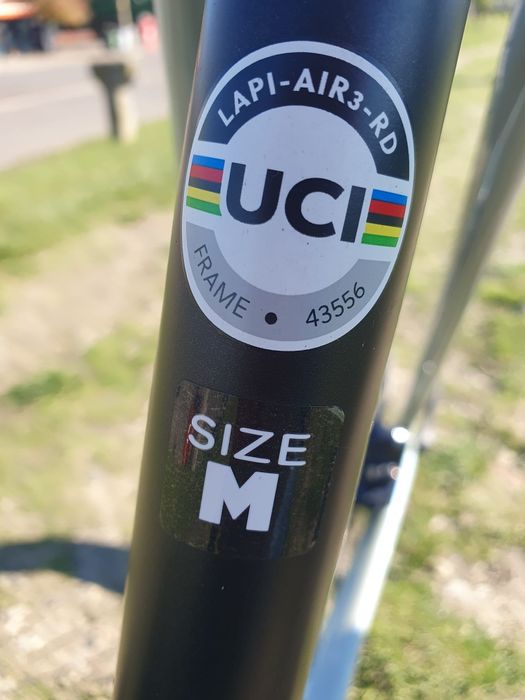 LAPI-AIR3-RD
UCI
FRAME • 43556
SIZE
M